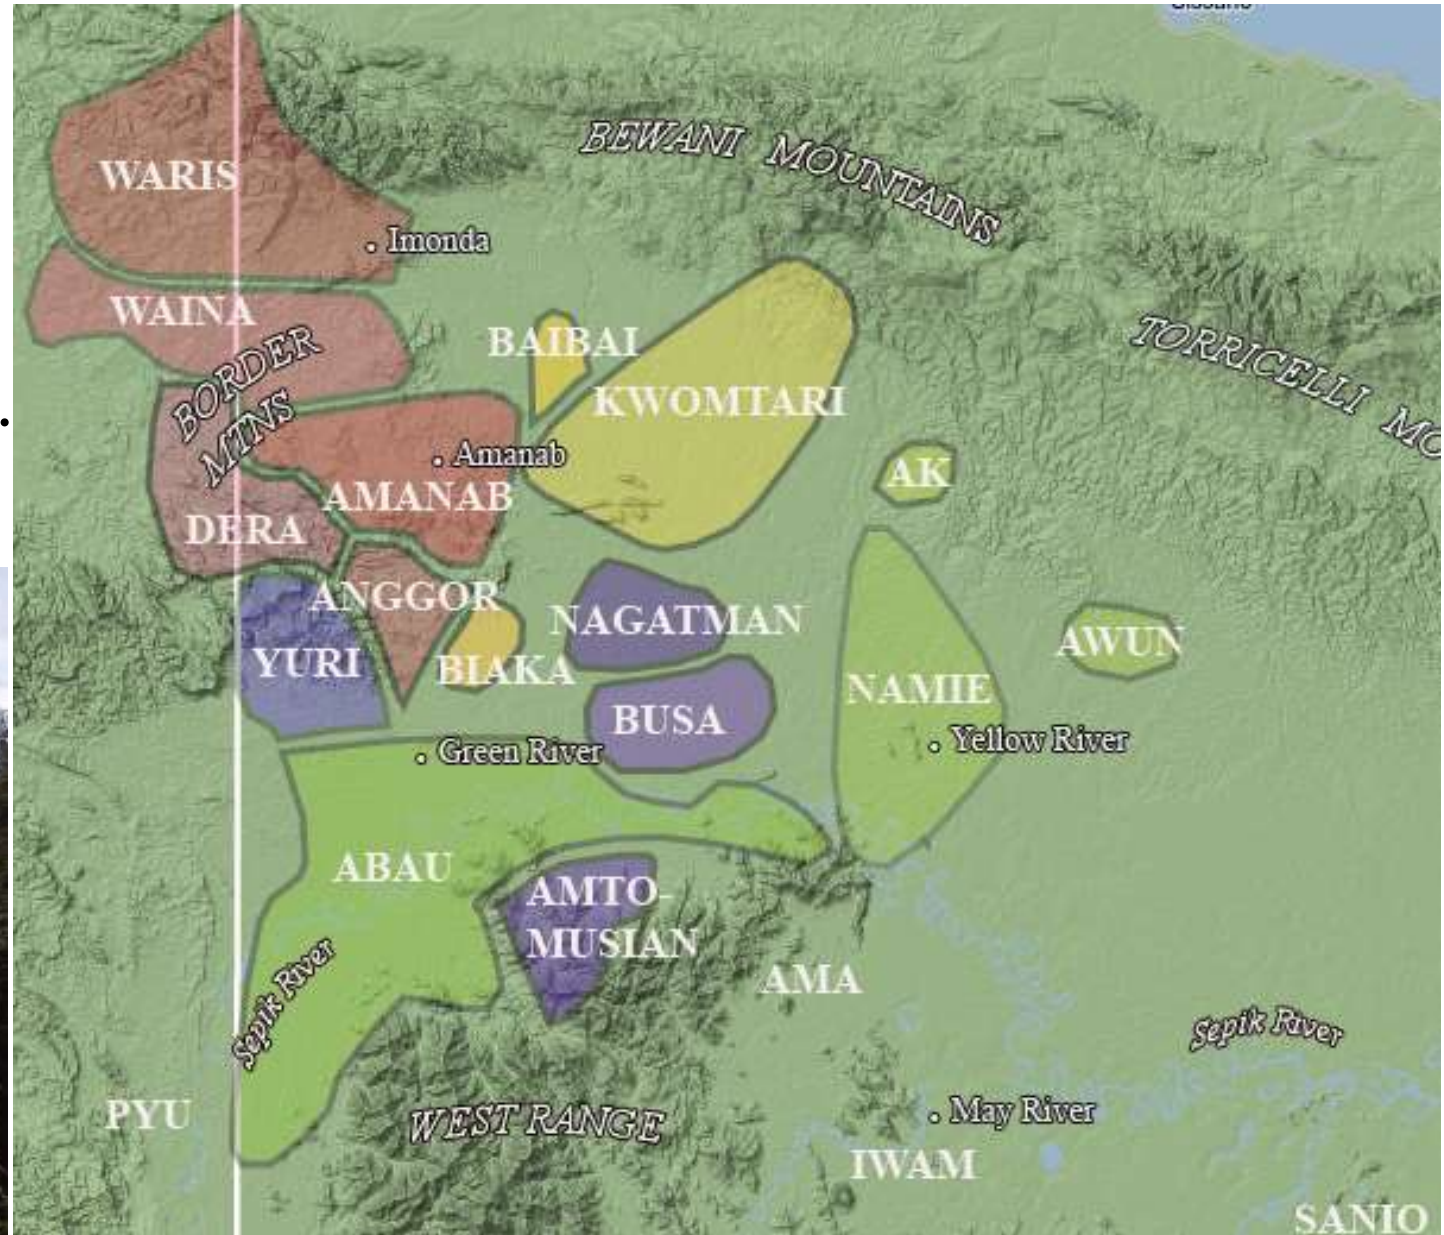 BEWANI MOUNTAINS
WARIS
Imonda
WAINA
BORDER
MTNS
BAIBAI
TORRICELLI MO
KWOMTARI
Amanab
AK
AMANAB
DERA
ANGGOR
NAGATMAN
AWUN
YURI
BIAKA
NAMIE
BUSA
Green River
Yellow River
ABAU
AMTO-
MUSIAN
AMA
Sepik River
Sepik River
PYU
WEST RANGE
May River
IWAM
SANIO